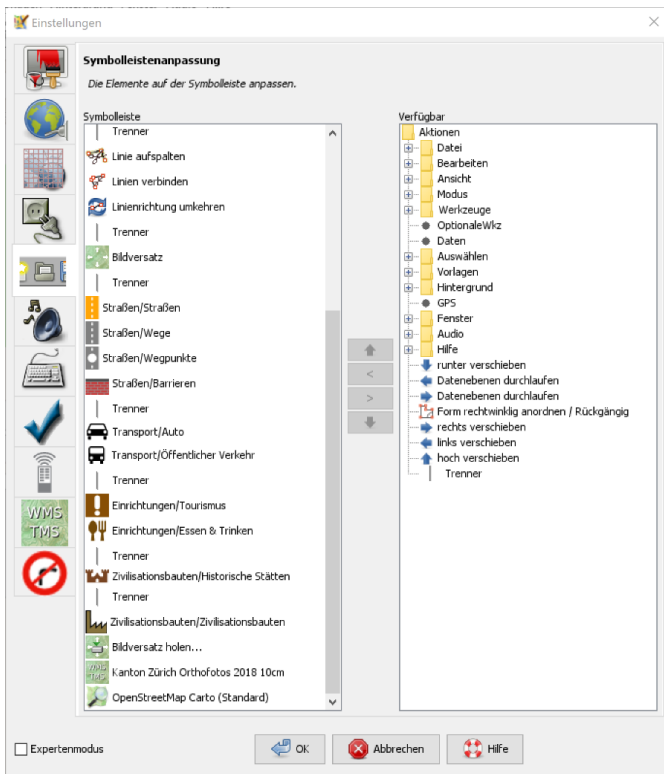 Einstellungen
Symbolleistenanpassung
Die Elemente auf der Symbolleiste anpassen.
Symbolleiste
Trenner
Linie aufspalten
Linien verbinden
Linienrichtung umkehren
Trenner
Bildversatz
Trenner
Straßen/Straßen
Straßen/Wege
Straßen/Wegpunkte
Straßen/Barrieren
Trenner
Transport/Auto
Transport/Öffentlicher Verkehr
Trenner
Einrichtungen/Tourismus
Einrichtungen/Essen & Trinken
Trenner
Zivilisationsbauten/Historische Stätten
Trenner
Zivilisationsbauten/Zivilisationsbauten
Bildversatz holen...
Kanton Zürich Orthofotos 2018 10cm
OpenStreetMap Carto (Standard)
Verfügbar
Aktionen
Datei
Bearbeiten
Ansicht
Modus
Werkzeuge
OptionaleWkz
Daten
Auswählen
Vorlagen
Hintergrund
GPS
Fenster
Audio
Hilfe
runter verschieben
Datenebenen durchlaufen
Datenebenen durchlaufen
Form rechtwinklig anordnen / Rückgängig
rechts verschieben
links verschieben
hoch verschieben
Trenner
<
>
WMS
TMS
Expertenmodus
OK
Abbrechen
Hilfe